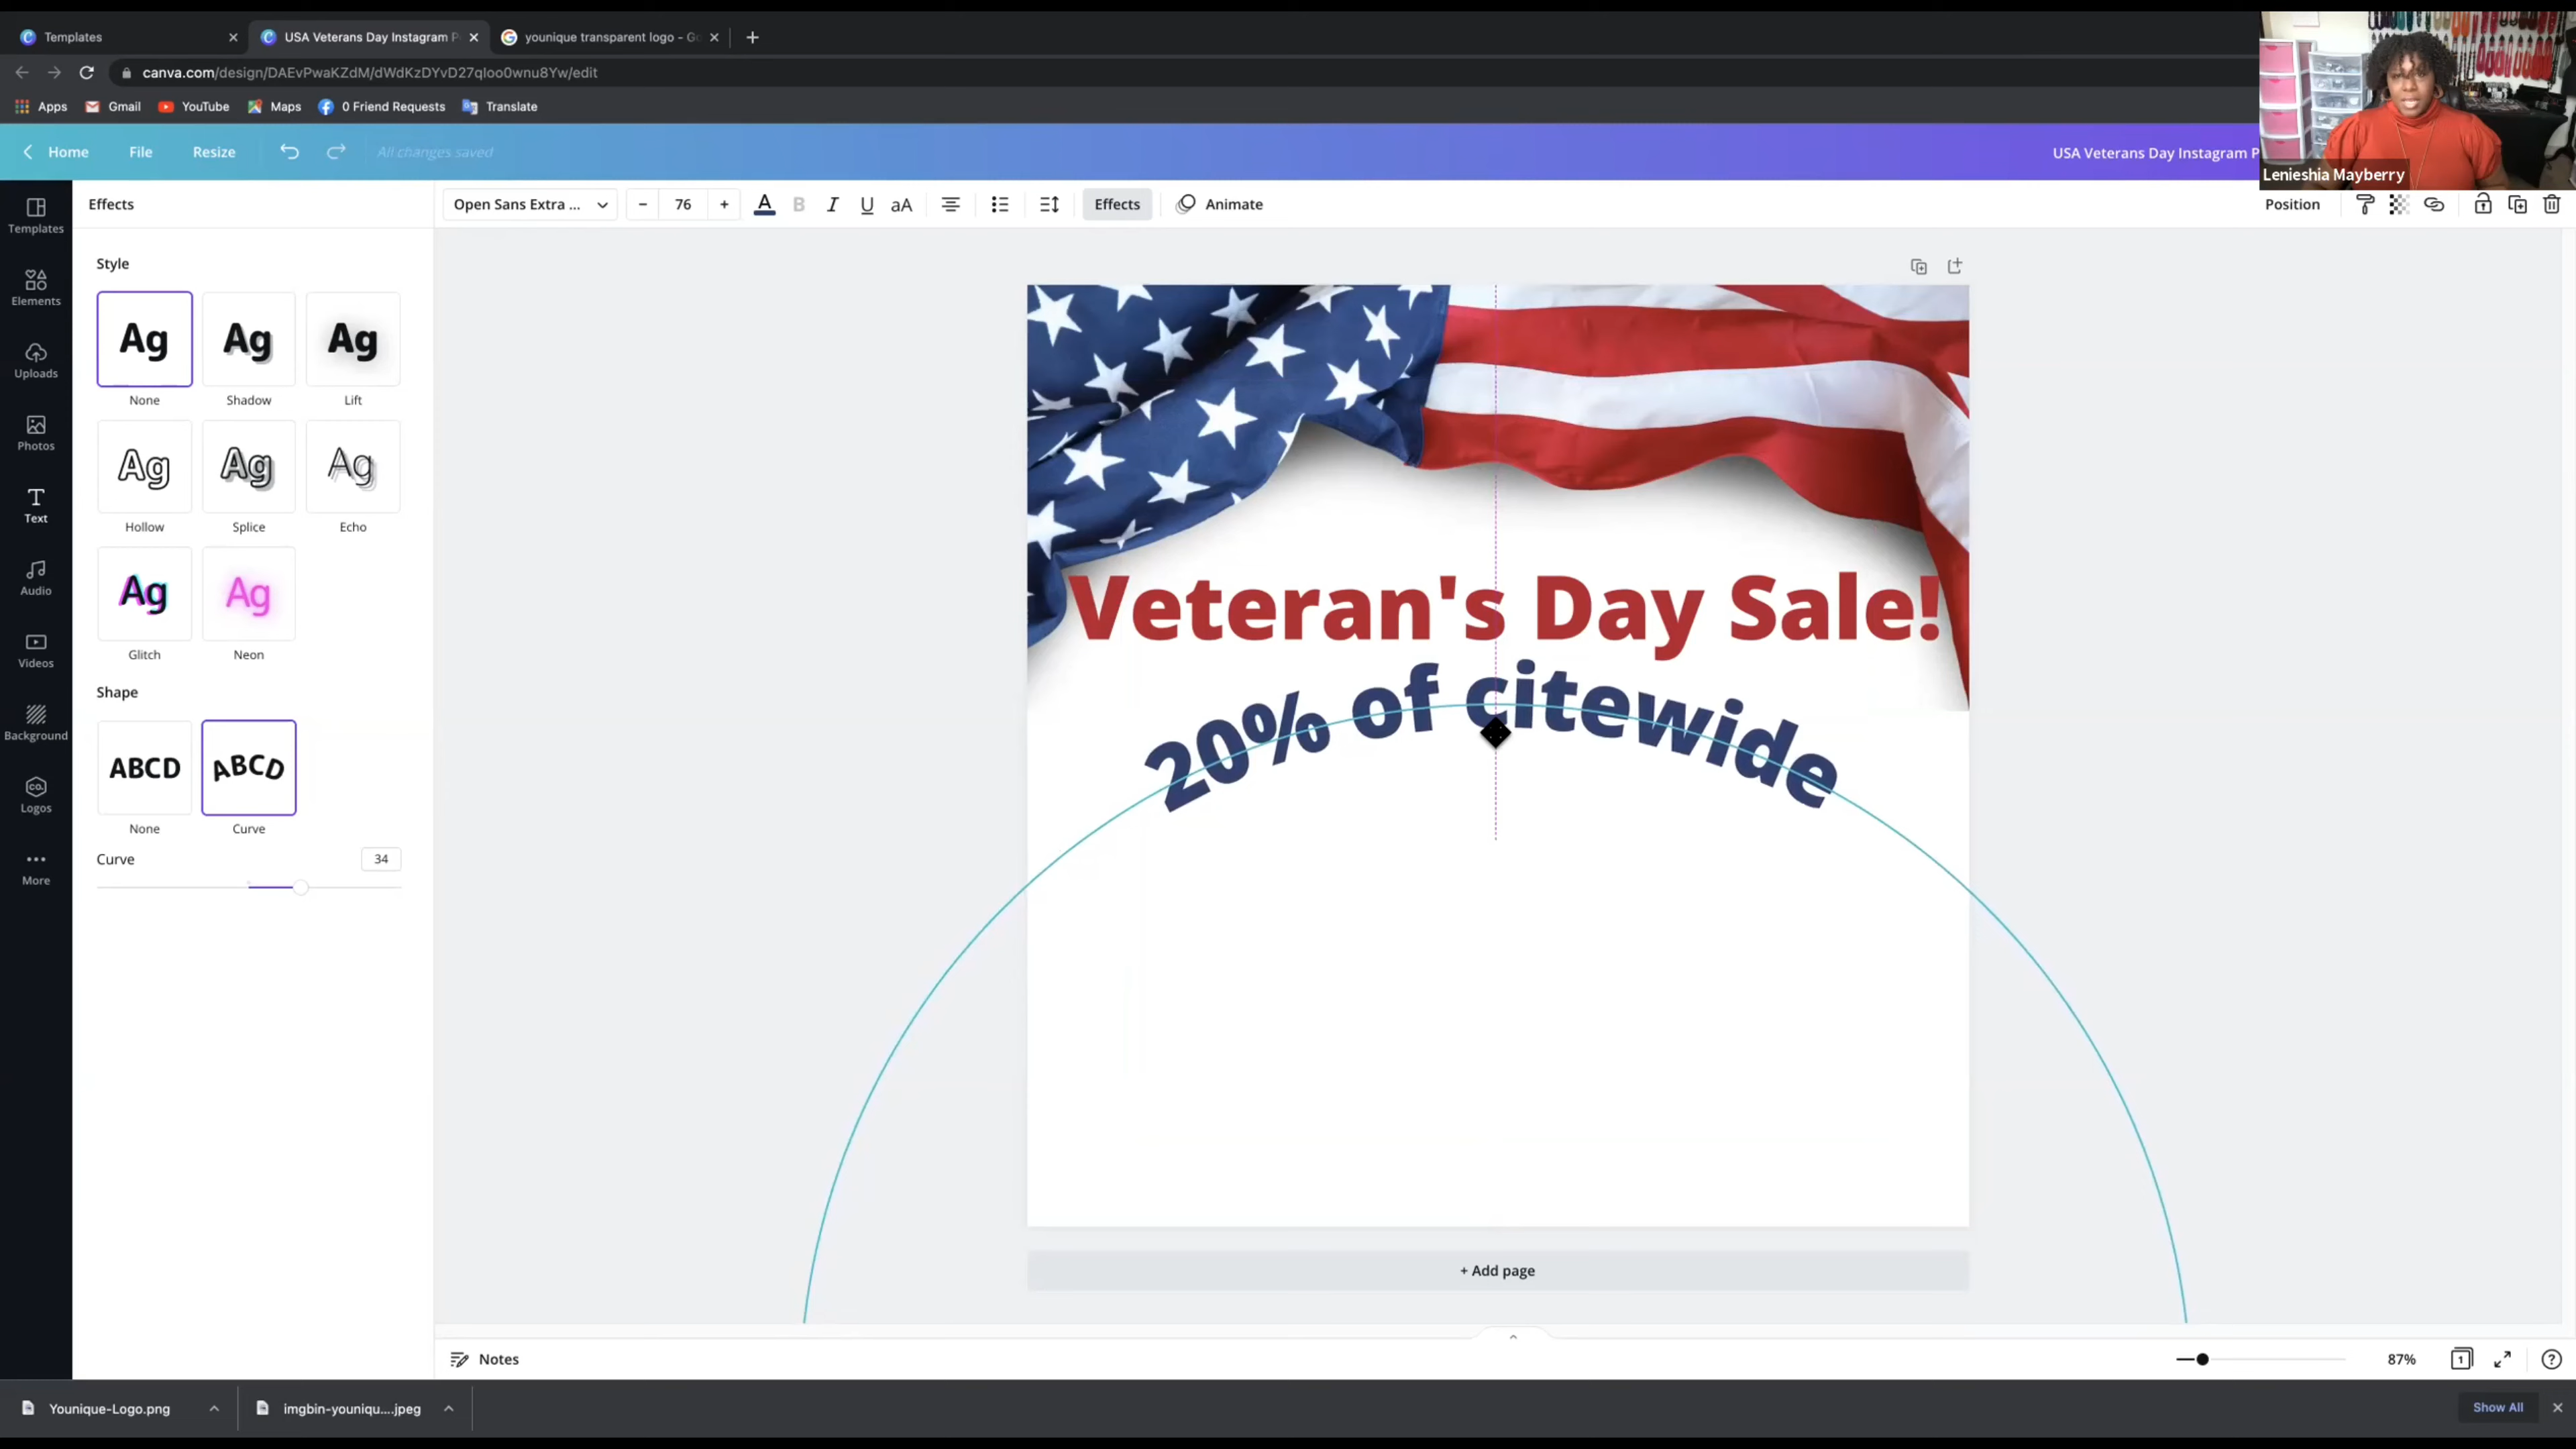 Templates
USA Veterans Day Instagram P
younique transparent logo - Go
canva.com/design/DAEvPwaKZdM/dWdKzDYvD27qIoo0wnu8Yw/edit
Apps
Gmail
YouTube
Maps
0 Friend Requests
Translate
Home
File
Resize
All changes saved
USA Veterans Day Instagram P
Lenieshia Mayberry
Effects
Open Sans Extra ...
76
A
B
I
U
aA
Effects
Animate
Position
Templates
Elements
Uploads
Photos
Text
Audio
Videos
Background
Logos
More
Style
Ag
None
Ag
Shadow
Ag
Lift
Ag
Hollow
Ag
Splice
Ag
Echo
Ag
Glitch
Ag
Neon
Shape
ABCD
None
ABCD
Curve
Curve
34
Veteran's Day Sale!
20% of citewide
+ Add page
Notes
87%
1
Younique-Logo.png
imgbin-youniqu....jpeg
Show All